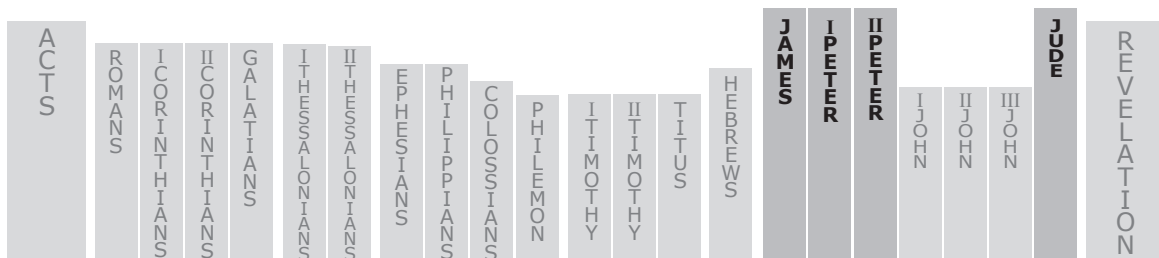 ACTS
ROMANS
I CORINTHIANS
II CORINTHIANS
GALATIANS
I THESSALONIANS
II THESSALONIANS
EPHESIANS
PHILIPPIANS
COLOSSIANS
PHILEMON
I TIMOTHY
II TIMOTHY
TITUS
HEBREWS
JAMES
I PETER
II PETER
I JOHN
II JOHN
III JOHN
JUDE
REVELATION